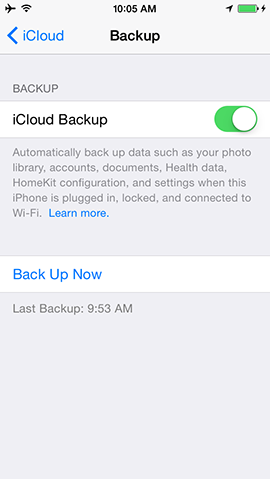 10:05 AM
iCloud Backup
BACKUP
iCloud Backup
Automatically back up data such as your photo
library, accounts, documents, Health data,
HomeKit configuration, and settings when this
iPhone is plugged in, locked, and connected to
Wi-Fi. Learn more.
Back Up Now
Last Backup: 9:53 AM